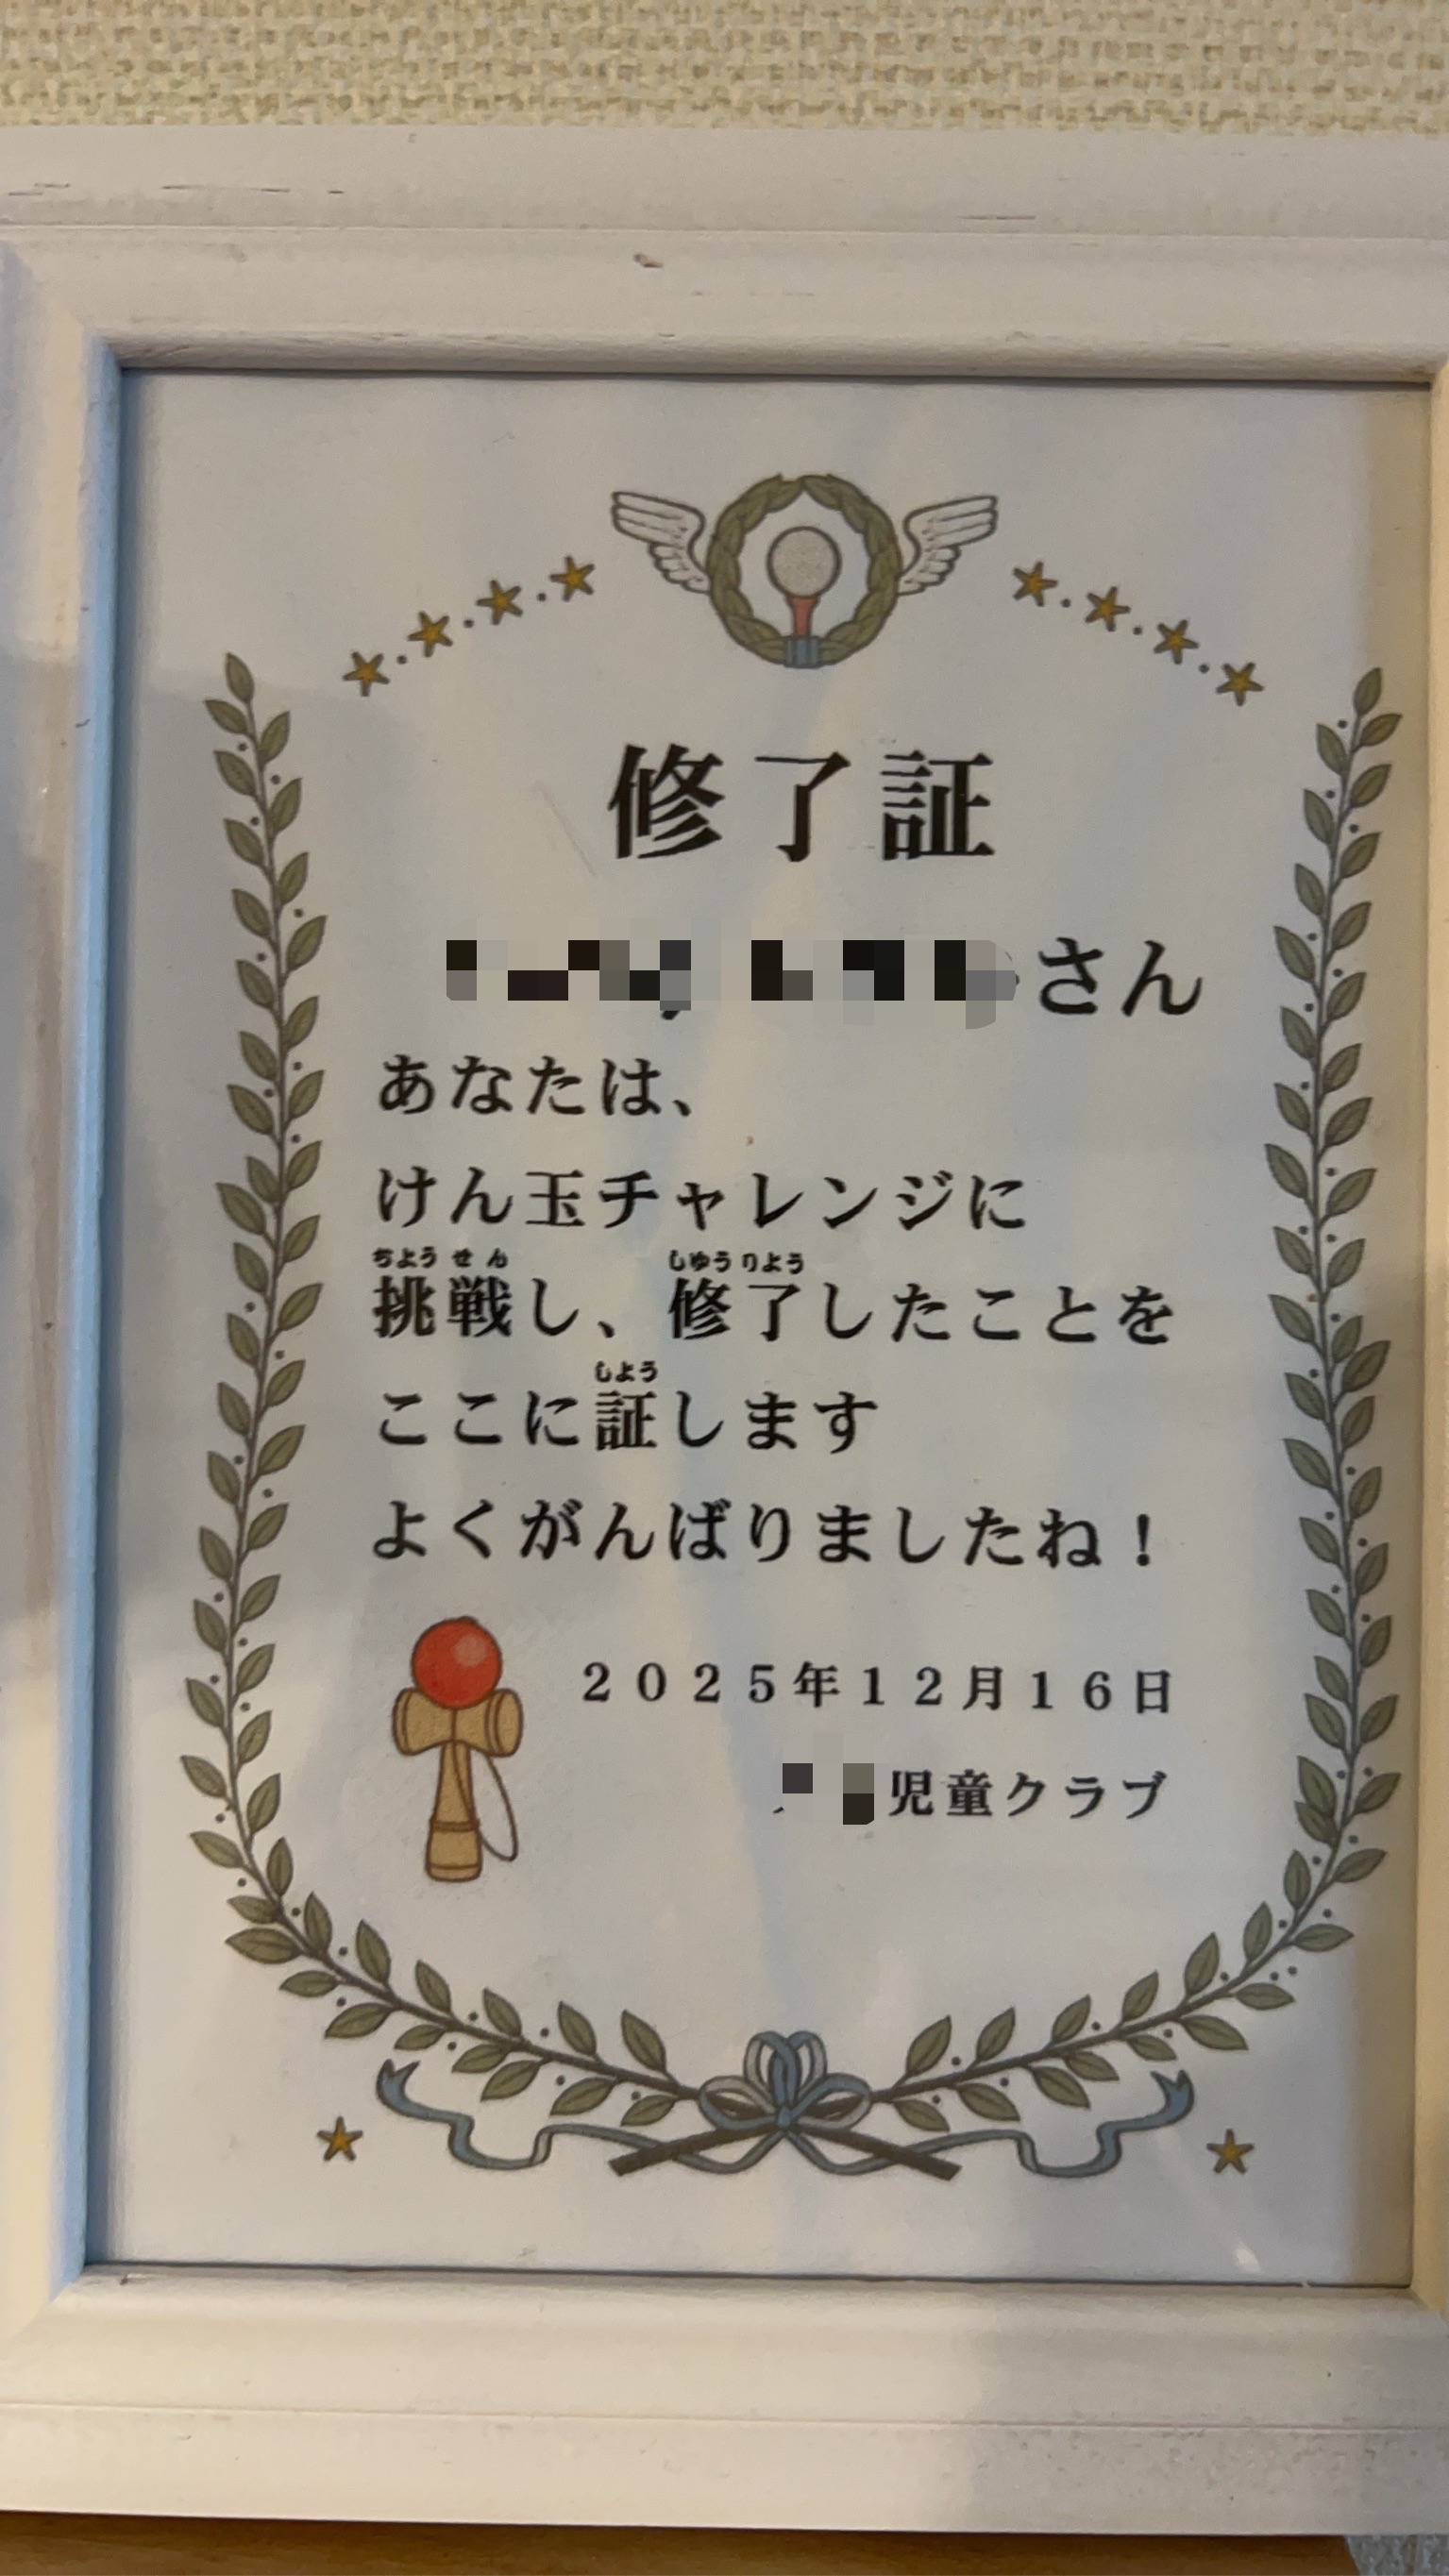 修了証
さん
あなたは、
けん玉チャレンジに
ちょう せん しゅう りょう
挑戦し、修了したことを
しょう
ここに証します
よくがんばりましたね！
２０２５年１２月１６日
児童クラブ